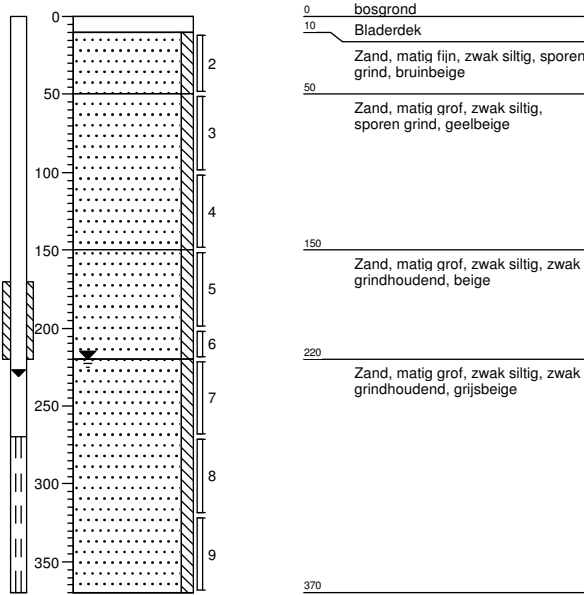 0
50
100
150
200
250
300
350
2
3
4
5
6
7
8
9
0 bosgrond
10 Bladerdek
Zand, matig fijn, zwak siltig, sporen
grind, bruinbeige
50
Zand, matig grof, zwak siltig,
sporen grind, geelbeige
150
Zand, matig grof, zwak siltig, zwak
grindhoudend, beige
220
Zand, matig grof, zwak siltig, zwak
grindhoudend, grijsbeige
370